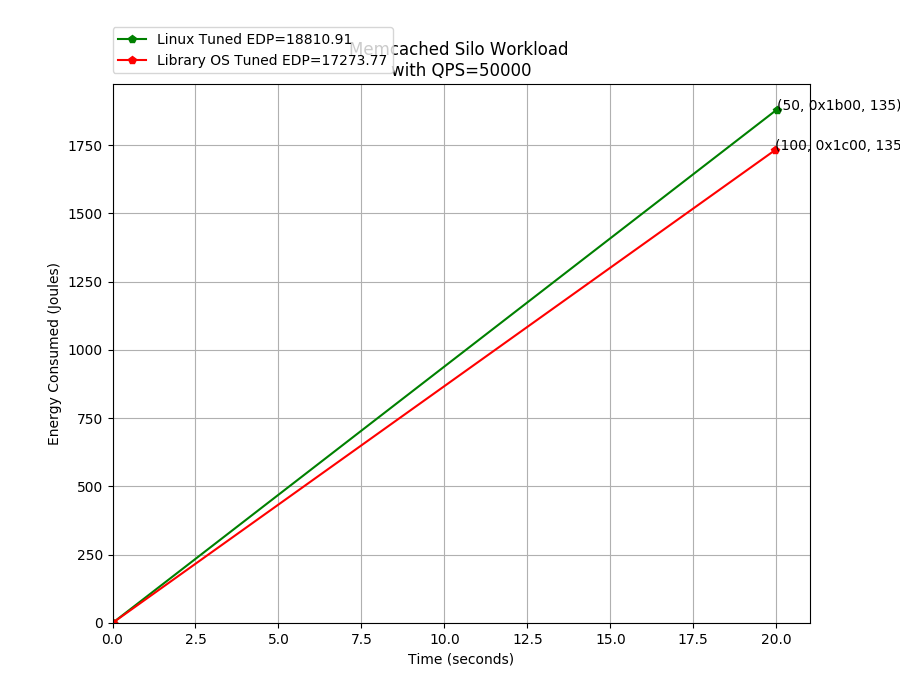 Linux Tuned EDP=18810.91
Library OS Tuned EDP=17273.77
Memcached Silo Workload
with QPS=50000
(50, 0x1b00, 135)
(100, 0x1c00, 135
1750
1500
1250
1000
750
500
250
0
Energy Consumed (Joules)
0.0 2.5 5.0 7.5 10.0 12.5 15.0 17.5 20.0
Time (seconds)